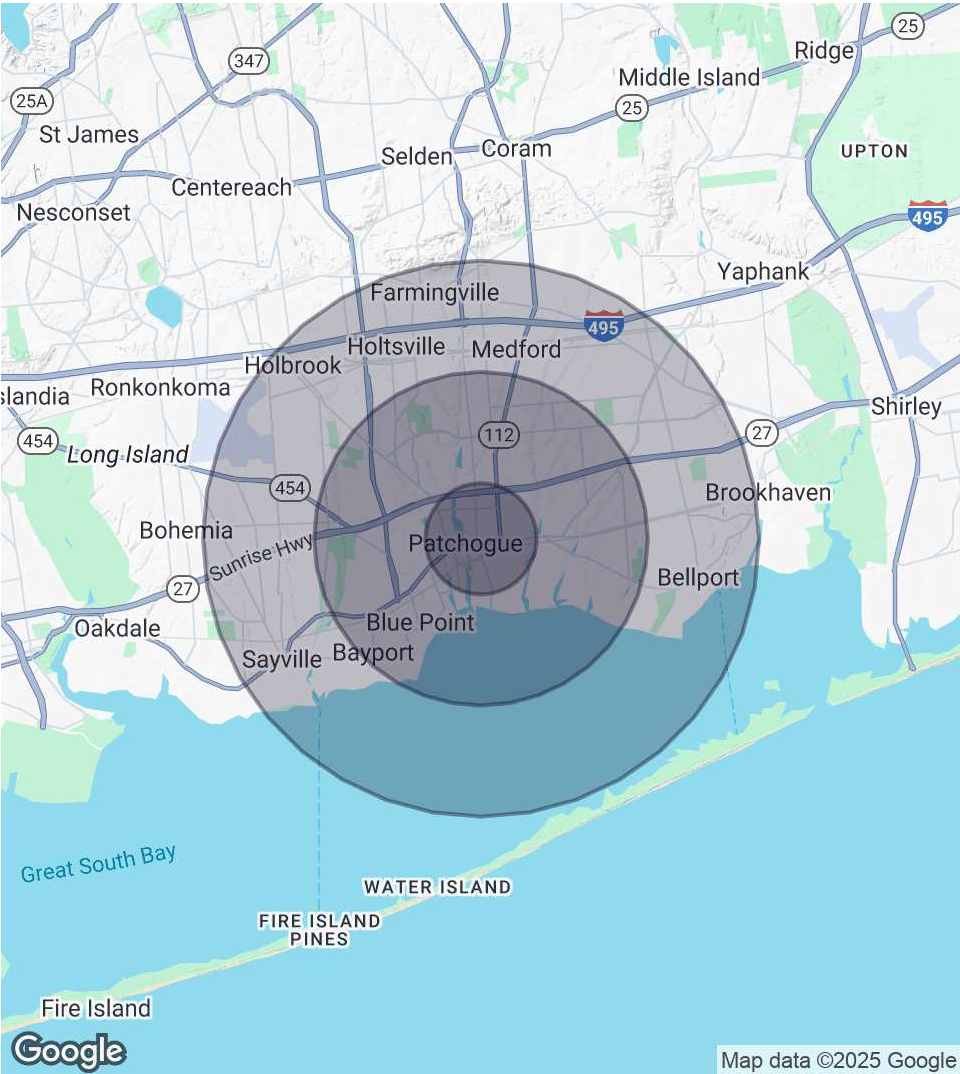 25
Ridge
347
Middle Island
25A
25
St James
UPTON
Selden
Coram
Centereach
Nesconset
495
Yaphank
Farmingville
495
Holtsville
Medford
Holbrook
Ronkonkoma
slandia
Shirley
454
112
27
Long Island
454
Brookhaven
Bohemia
Patchogue
Sunrise Hwy
27
Bellport
Oakdale
Blue Point
Bayport
Sayville
Great South Bay
WATER ISLAND
FIRE ISLAND
PINES
Fire Island
Google
Map data ©2025 Google